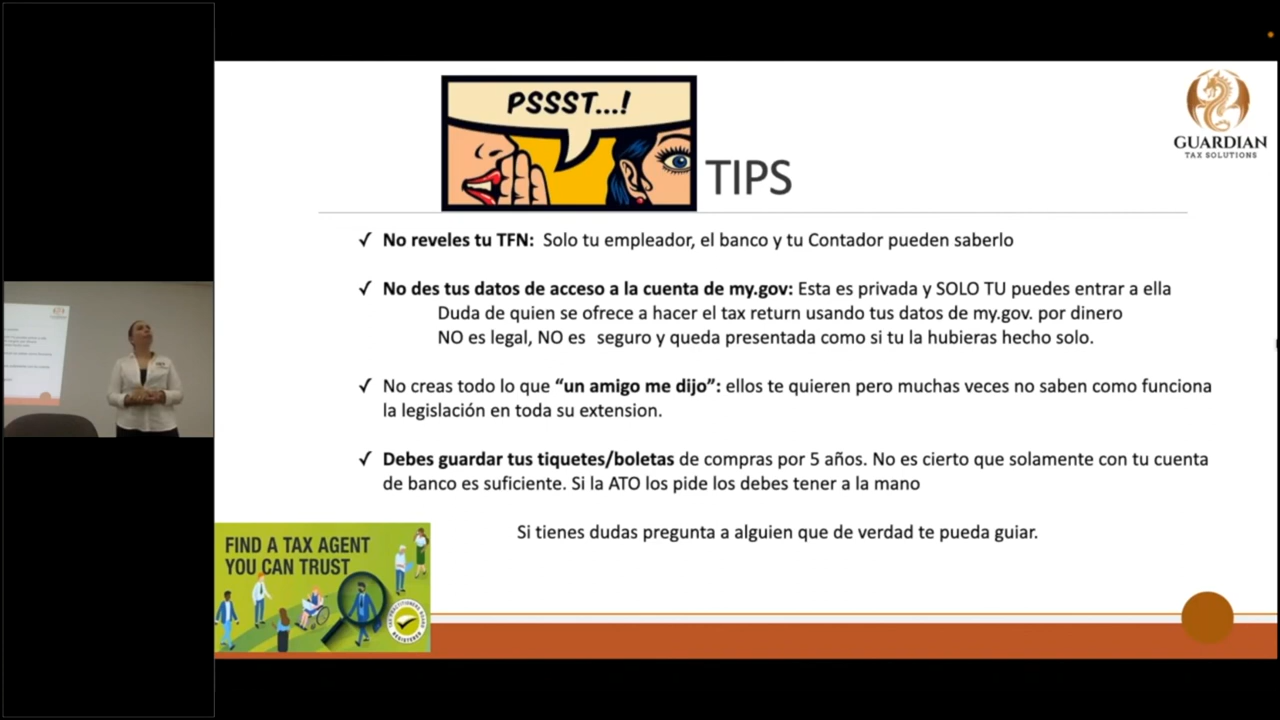 PSSST...!
TIPS
GUARDIAN
TAX SOLUTIONS
✓ No reveles tu TFN: Solo tu empleador, el banco y tu Contador pueden saberlo
✓ No des tus datos de acceso a la cuenta de my.gov: Esta es privada y SOLO TU puedes entrar a ella
Duda de quien se ofrece a hacer el tax return usando tus datos de my.gov. por dinero
NO es legal, NO es seguro y queda presentada como si tu la hubieras hecho solo.
✓ No creas todo lo que “un amigo me dijo”: ellos te quieren pero muchas veces no saben como funciona
la legislación en toda su extension.
✓ Debes guardar tus tiquetes/boletas de compras por 5 años. No es cierto que solamente con tu cuenta
de banco es suficiente. Si la ATO los pide los debes tener a la mano
Si tienes dudas pregunta a alguien que de verdad te pueda guiar.
FIND A TAX AGENT
YOU CAN TRUST
REGISTERED